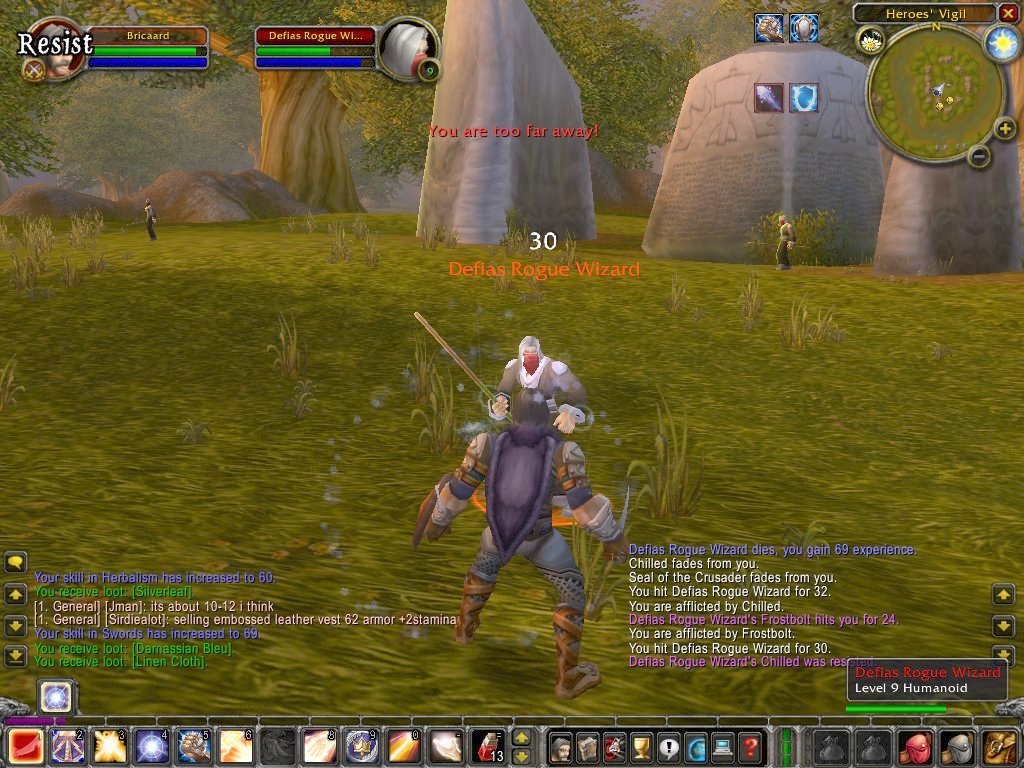 Resist
Bricaard
Defias Rogue Wi...
9
Heroes' Vigil
N
You are too far away!
30
Defias Rogue Wizard
Your skill in Herbalism has increased to 60.
You receive loot: [Silverleaf].
[1. General] [Jman]: its about 10-12 i think
[1. General] [Sirdiealot]: selling embossed leather vest 62 armor +2stamina
Your skill in Swords has increased to 69.
You receive loot: [Darnassian Bleu].
You receive loot: [Linen Cloth].
Defias Rogue Wizard dies, you gain 69 experience.
Chilled fades from you.
Seal of the Crusader fades from you.
You hit Defias Rogue Wizard for 32.
You are afflicted by Chilled.
Defias Rogue Wizard's Frostbolt hits you for 24.
You are afflicted by Frostbolt.
You hit Defias Rogue Wizard for 30.
Defias Rogue Wizard's Chilled was resisted.
Defias Rogue Wizard
Level 9 Humanoid
1 2 3 4 5 6 8 9 0 - =
13